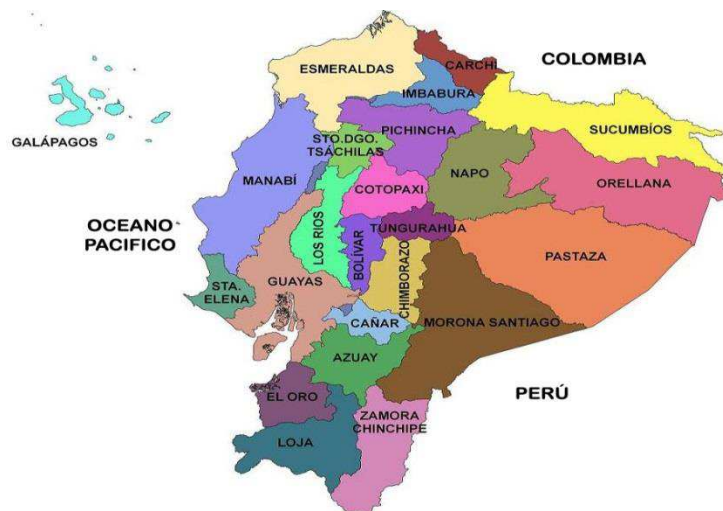 COLOMBIA
ESMERALDAS
CARCHI
IMBABURA
GALÁPAGOS
STO.DGO.
TSÁCHILAS
PICHINCHA
SUCUMBÍOS
MANABÍ
COTOPAXI
NAPO
ORELLANA
OCEANO
PACIFICO
LOS RIOS
BOLÍVAR
TUNGURAHUA
CHIMBORAZO
PASTAZA
STA.
ELENA
GUAYAS
CAÑAR
MORONA SANTIAGO
AZUAY
PERÚ
EL ORO
ZAMORA
CHINCHIPE
LOJA